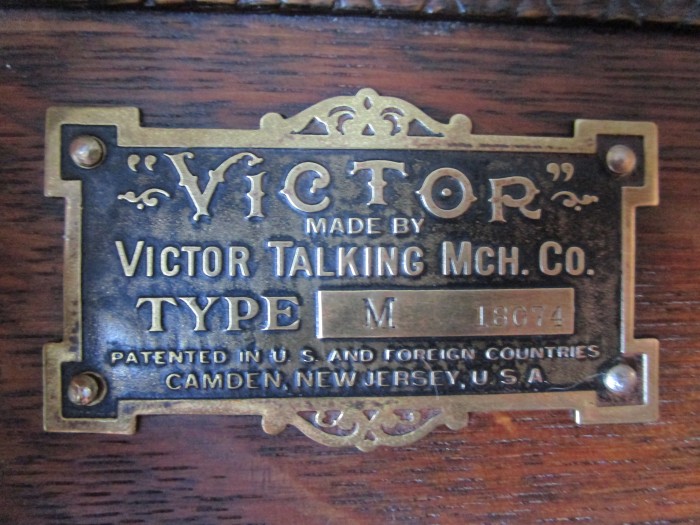 "VICTOR"
MADE BY
VICTOR TALKING MCH. CO.
TYPE M 18674
PATENTED IN U. S. AND FOREIGN COUNTRIES
CAMDEN, NEW JERSEY, U. S. A.